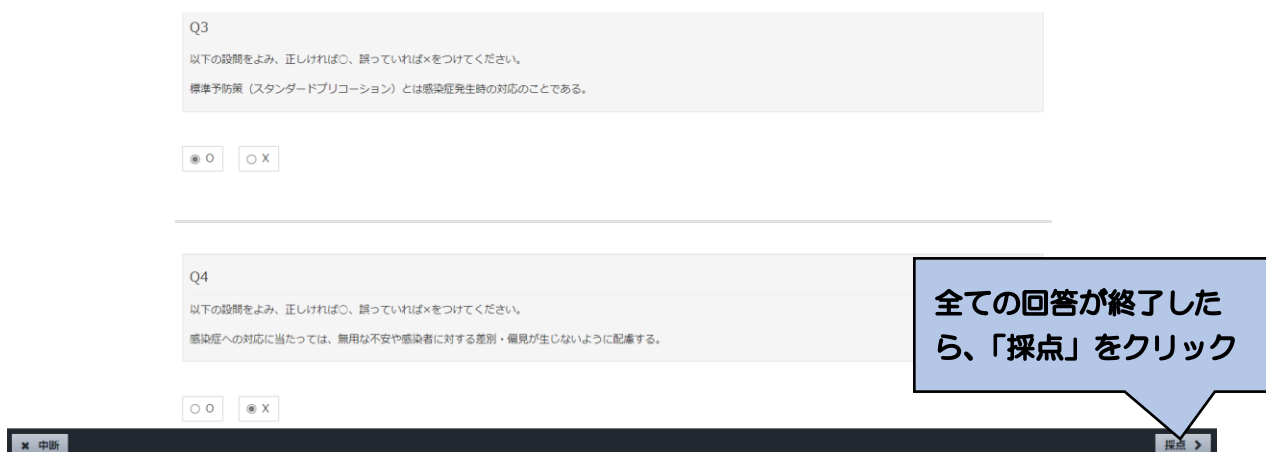 Q3
以下の設問をよみ、正しければ○、誤っていれば×をつけてください。
標準予防策（スタンダードプリコーション）とは感染症発生時の対応のことである。
O X
Q4
以下の設問をよみ、正しければ○、誤っていれば×をつけてください。
感染症への対応に当たっては、無用な不安や感染者に対する差別・偏見が生じないように配慮する。
全ての回答が終了した
ら、「採点」をクリック
O X
× 中断
採点